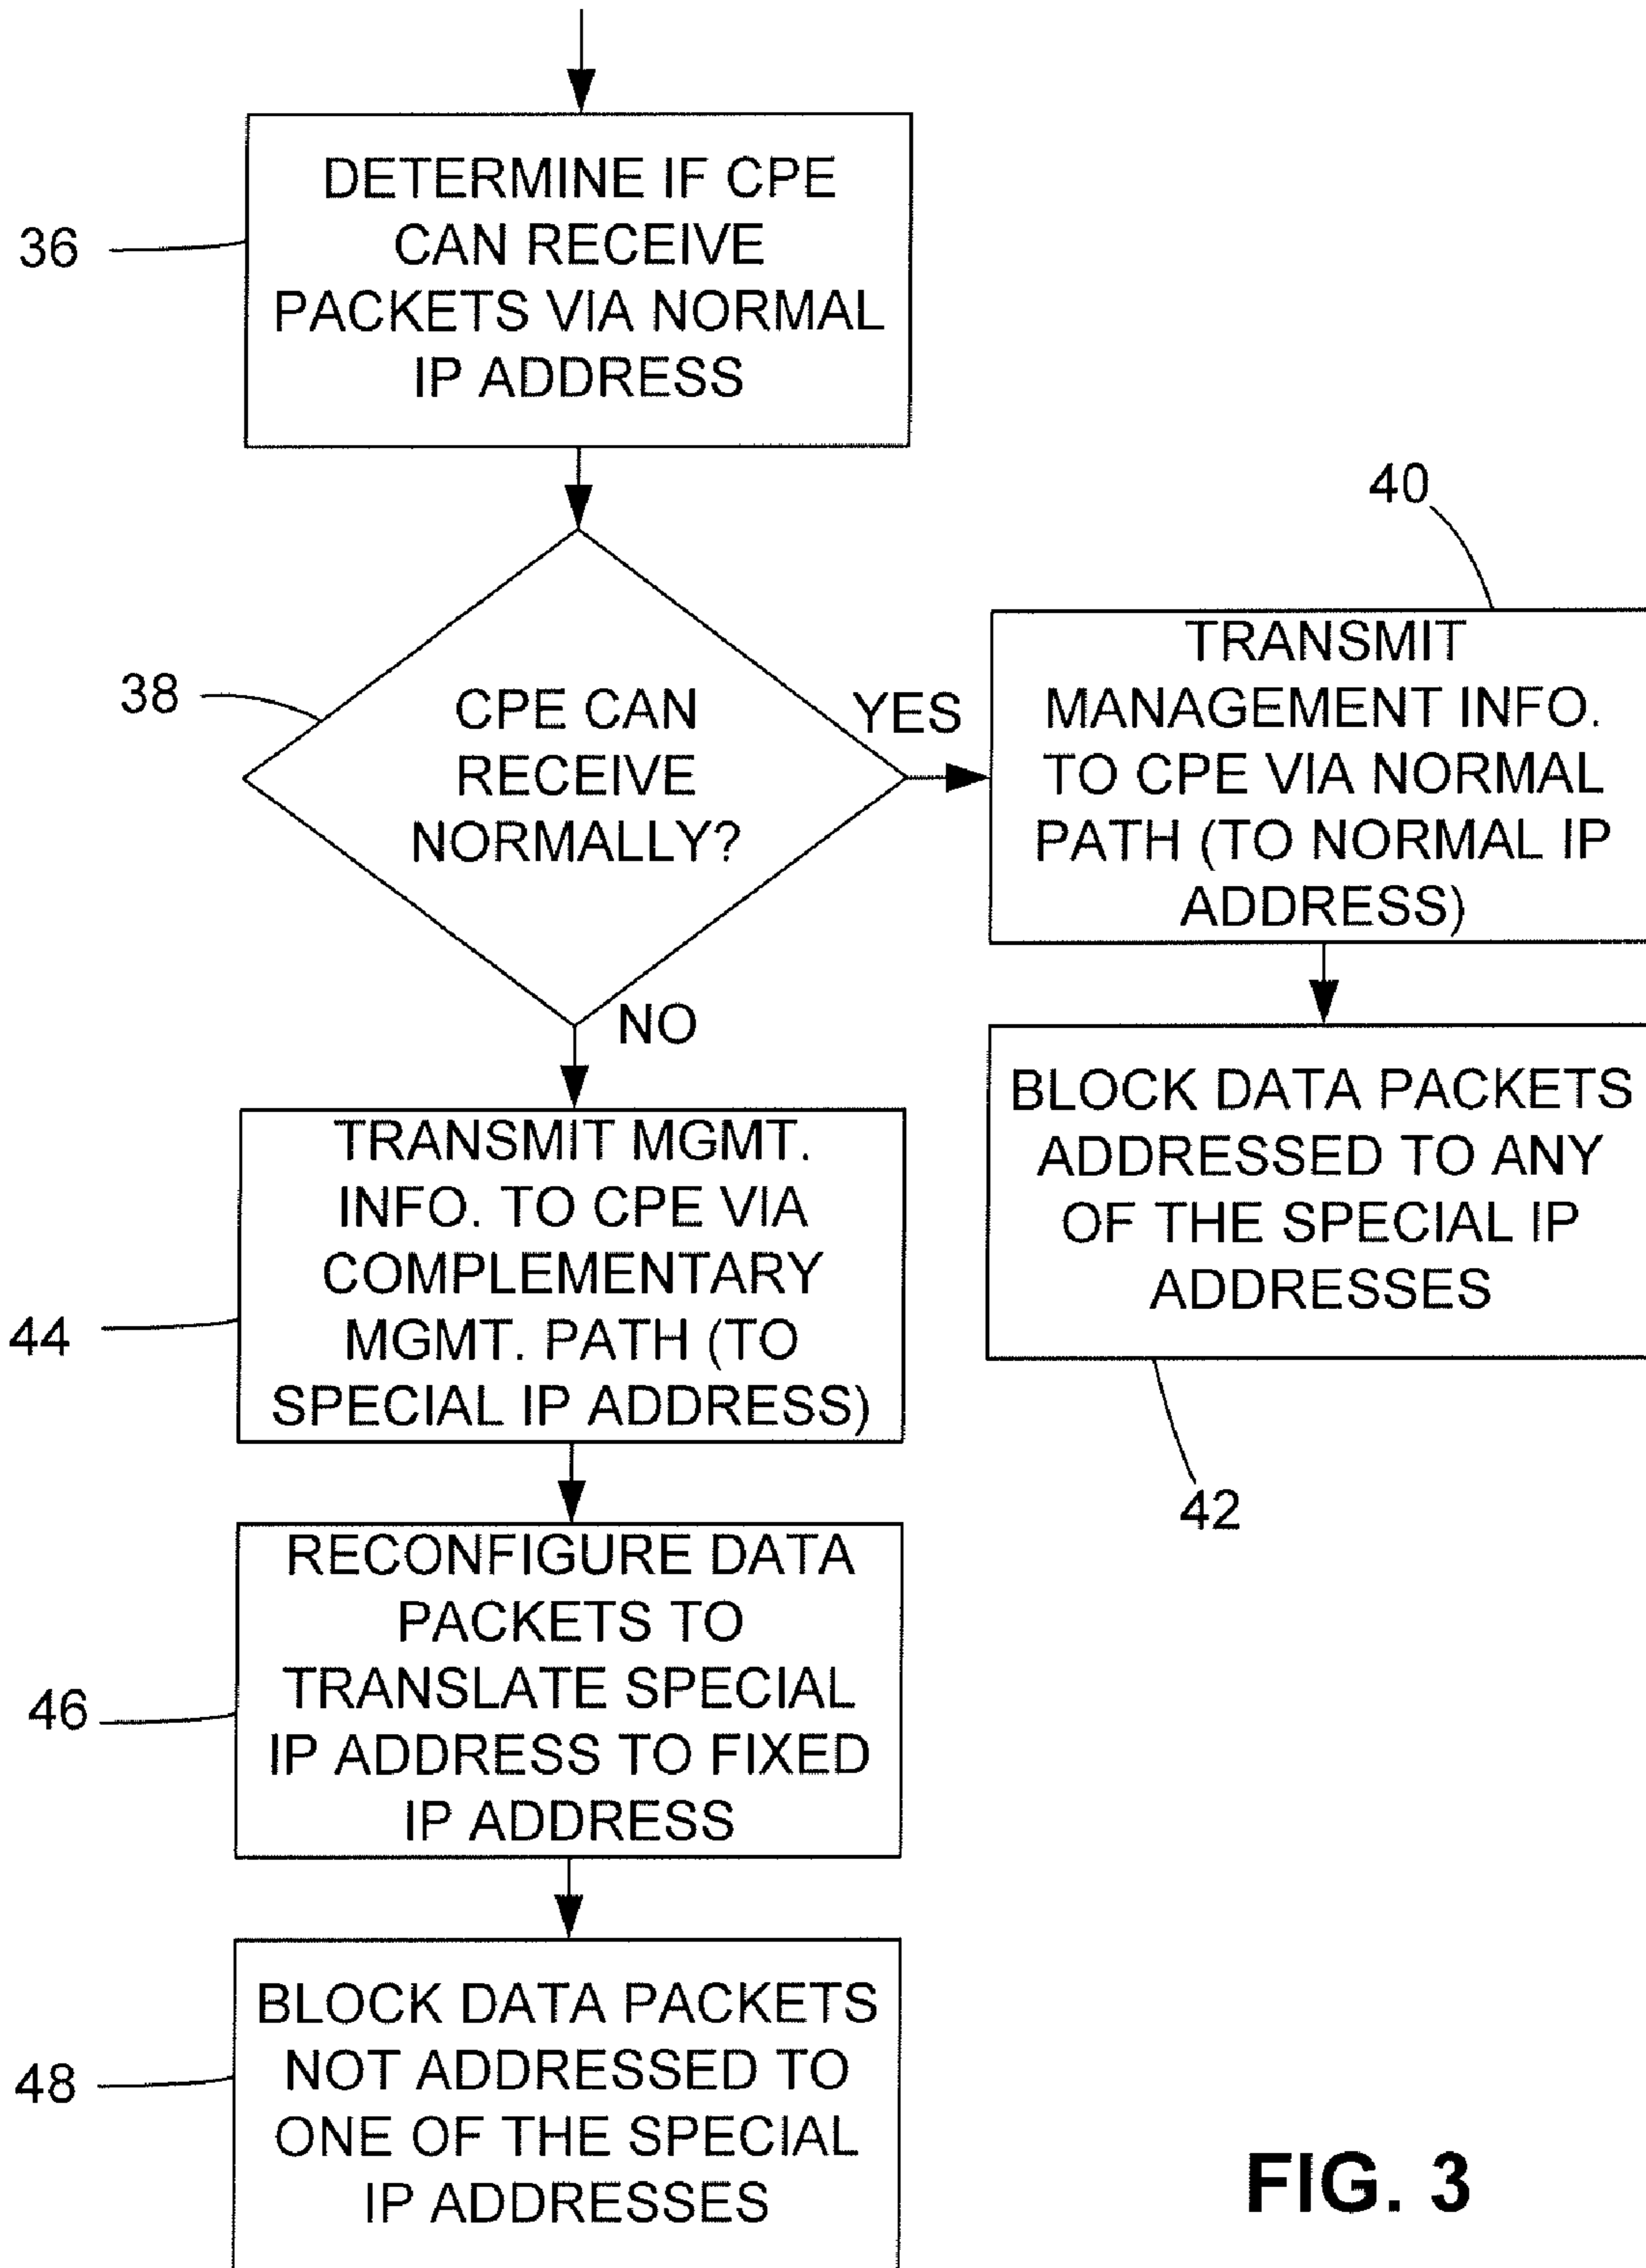 36
DETERMINE IF CPE
CAN RECEIVE
PACKETS VIA NORMAL
IP ADDRESS
38
CPE CAN
RECEIVE
NORMALLY?
YES
NO
40
TRANSMIT
MANAGEMENT INFO.
TO CPE VIA NORMAL
PATH (TO NORMAL IP
ADDRESS)
BLOCK DATA PACKETS
ADDRESSED TO ANY
OF THE SPECIAL IP
ADDRESSES
42
44
TRANSMIT MGMT.
INFO. TO CPE VIA
COMPLEMENTARY
MGMT. PATH (TO
SPECIAL IP ADDRESS)
46
RECONFIGURE DATA
PACKETS TO
TRANSLATE SPECIAL
IP ADDRESS TO FIXED
IP ADDRESS
48
BLOCK DATA PACKETS
NOT ADDRESSED TO
ONE OF THE SPECIAL
IP ADDRESSES
FIG. 3